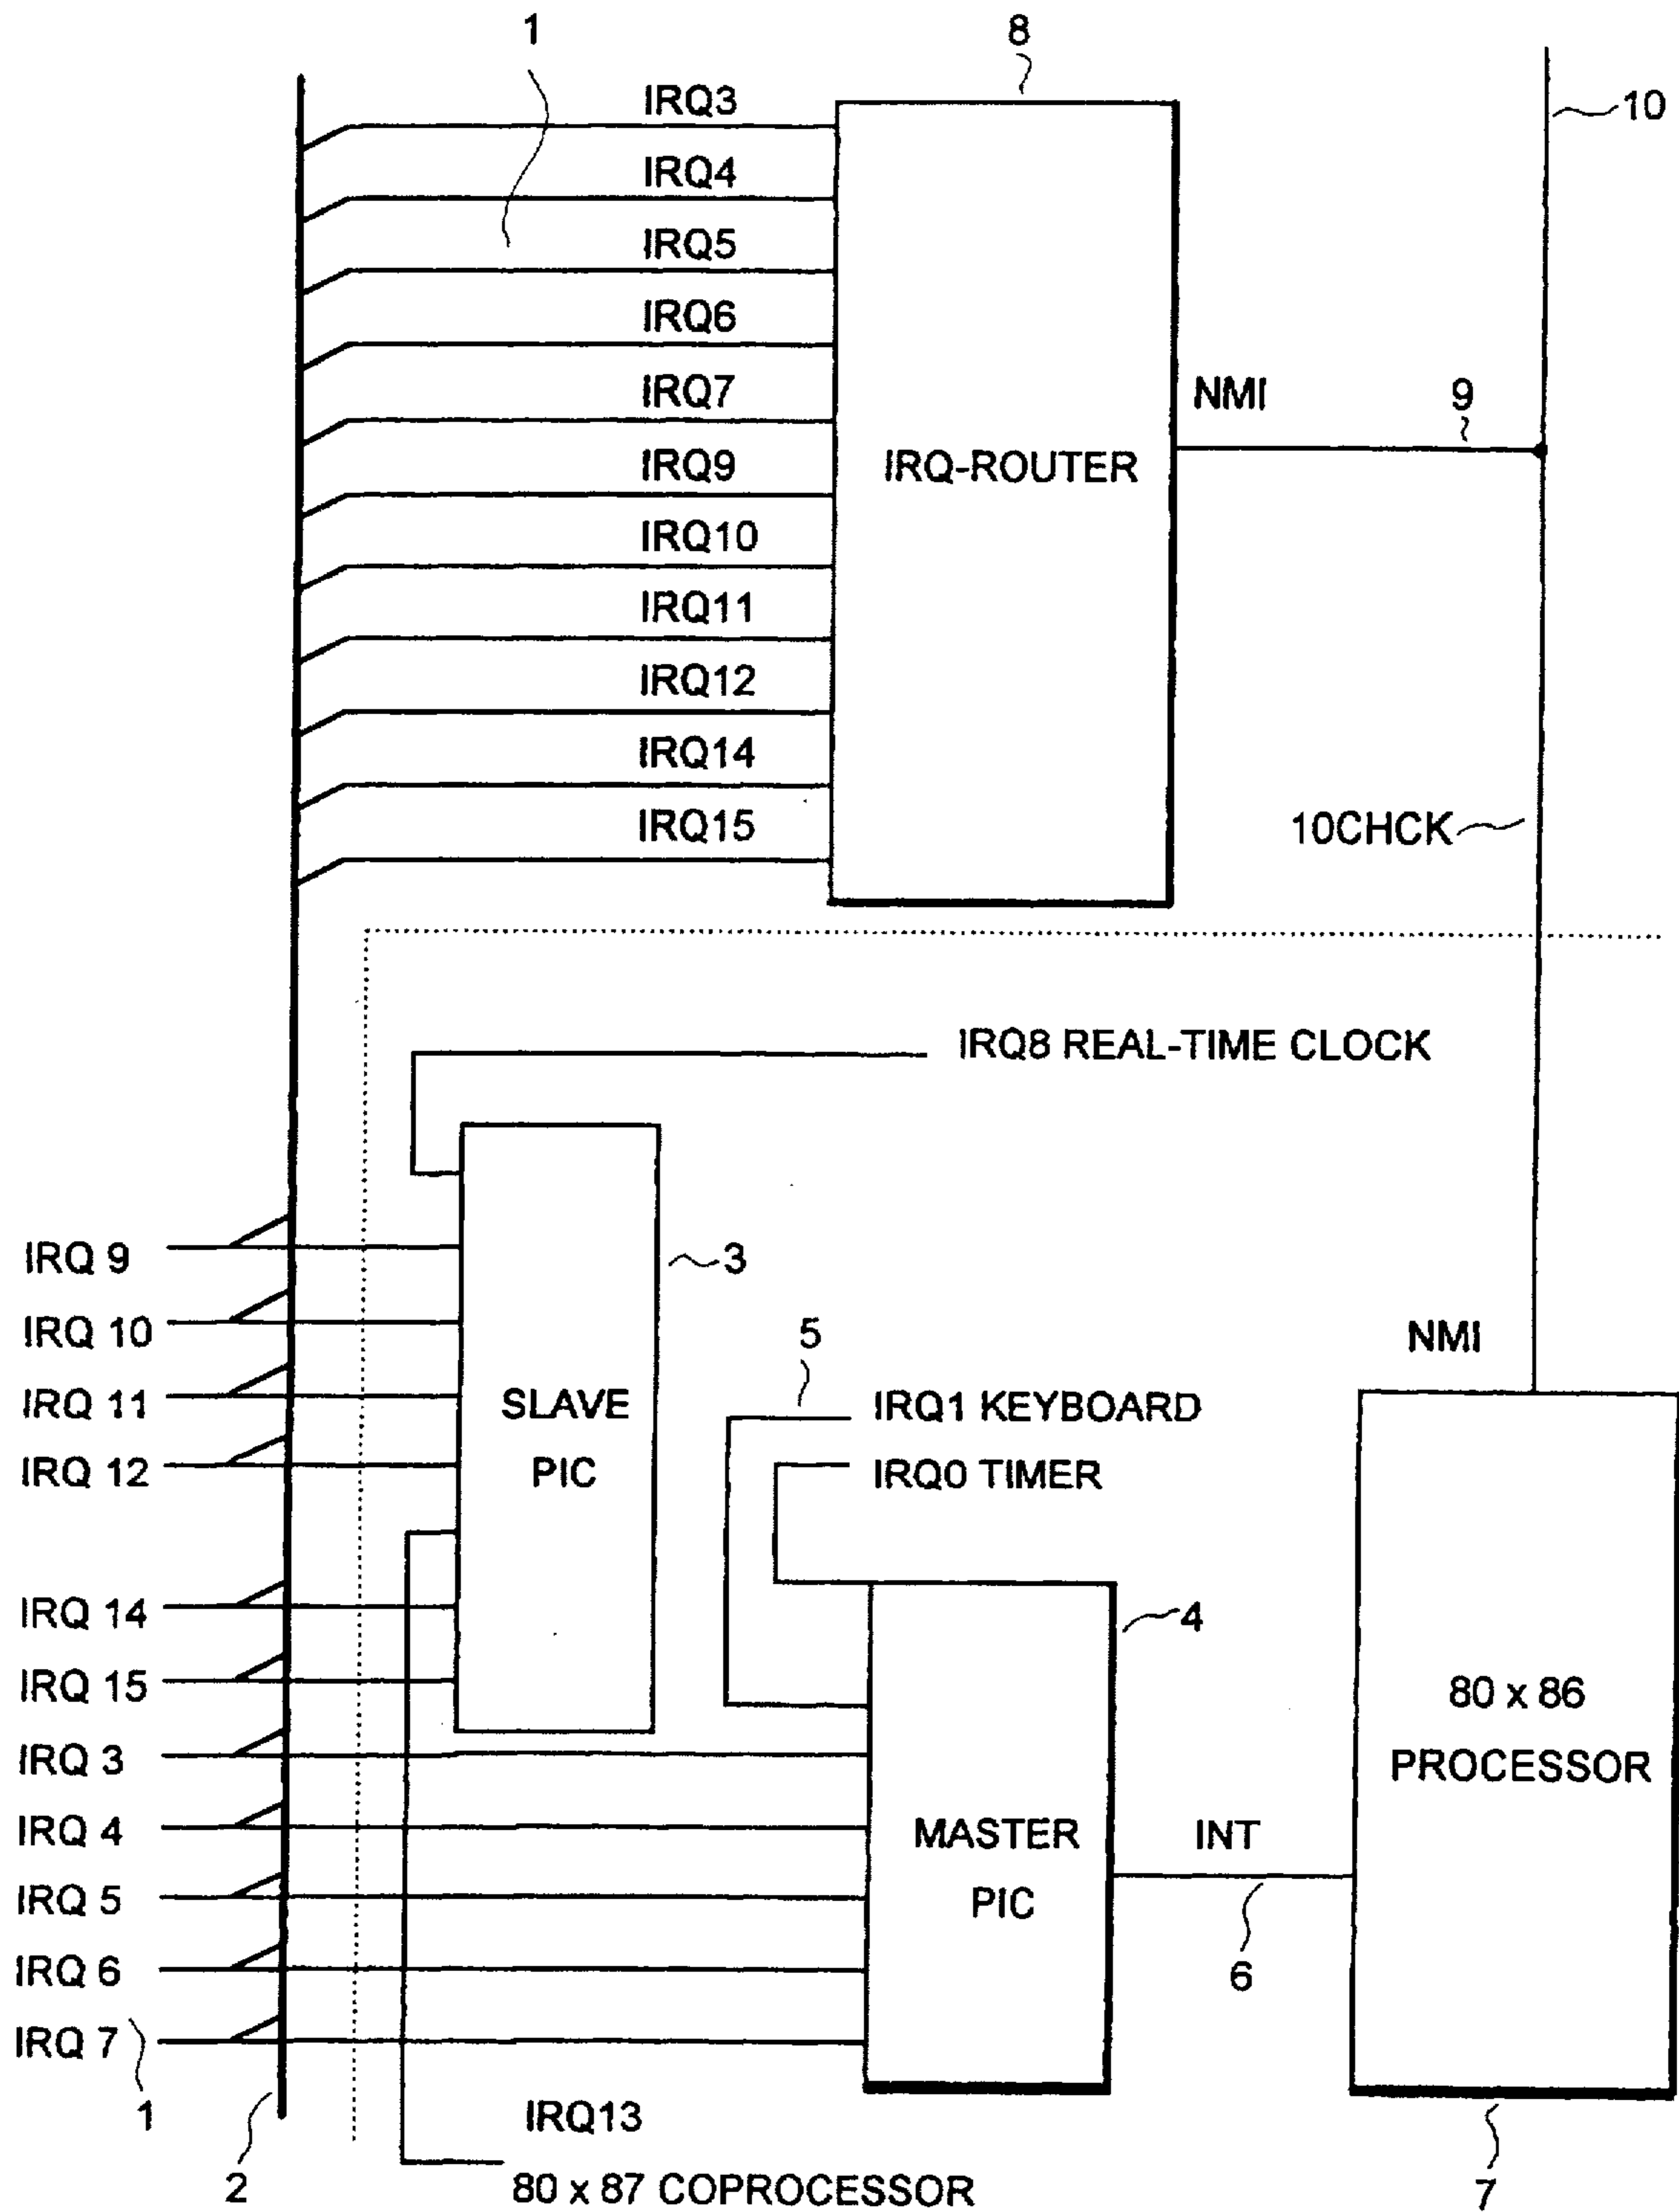 1
8
10
IRQ3
IRQ4
IRQ5
IRQ6
IRQ7
IRQ9
IRQ10
IRQ11
IRQ12
IRQ14
IRQ15
IRQ-ROUTER
NMI
9
10CHCK
IRQ8 REAL-TIME CLOCK
IRQ 9
IRQ 10
IRQ 11
IRQ 12
IRQ 14
IRQ 15
IRQ 3
IRQ 4
IRQ 5
IRQ 6
IRQ 7
1
2
3
SLAVE
PIC
5
IRQ1 KEYBOARD
IRQ0 TIMER
4
MASTER
PIC
INT
6
NMI
80 x 86
PROCESSOR
7
IRQ13
80 x 87 COPROCESSOR